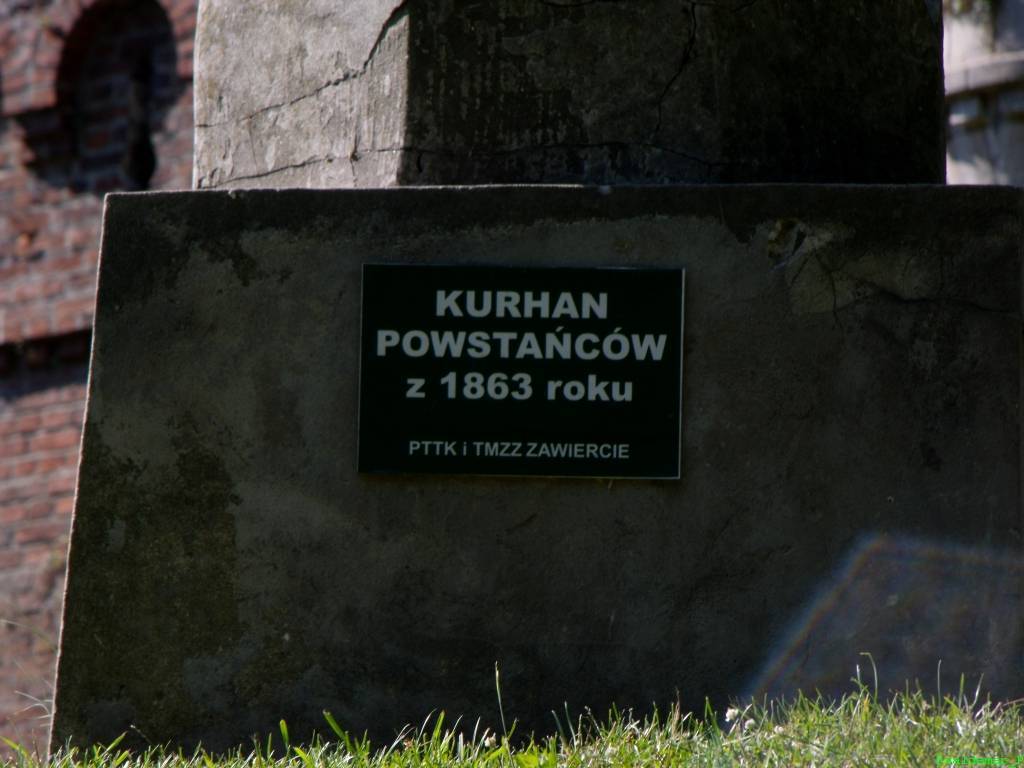 KURHAN
POWSTAŃCÓW
z 1863 roku
PTTK i TMZZ ZAWIERCIE